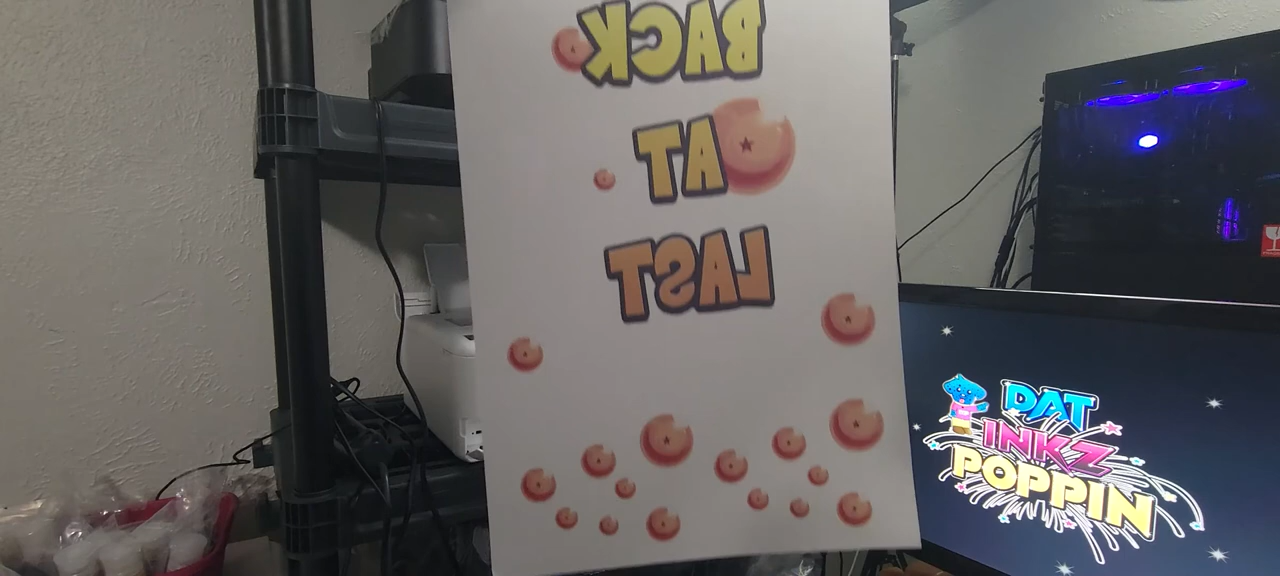 BACK
AT
LAST
DAT
INKZ
POPPIN